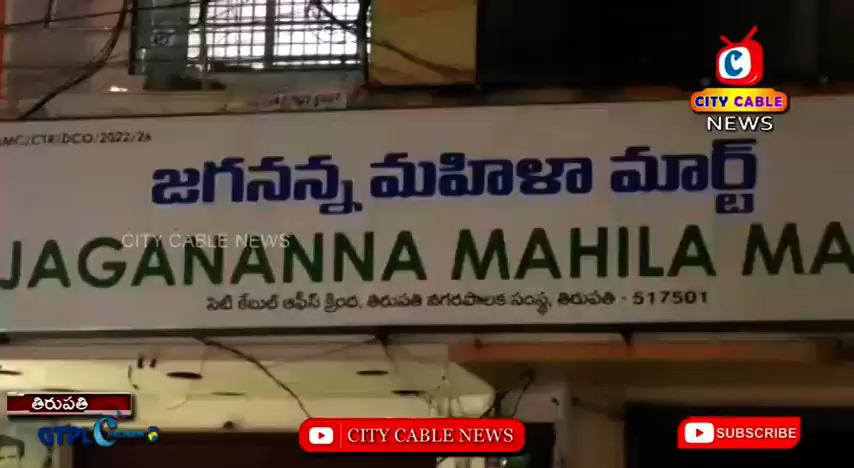 C
CITY CABLE
NEWS
MC/CTR/DCO/2022/26
జగనన్న మహిళా మార్ట్
JAGANANNA MAHILA MA
CITY CABLE NEWS
సిటి కేబుల్ ఆఫీస్ క్రింద, తిరుపతి నగరపాలక సంస్థ, తిరుపతి - 517501
తిరుపతి
GTPL
CITY CABLE NEWS
SUBSCRIBE